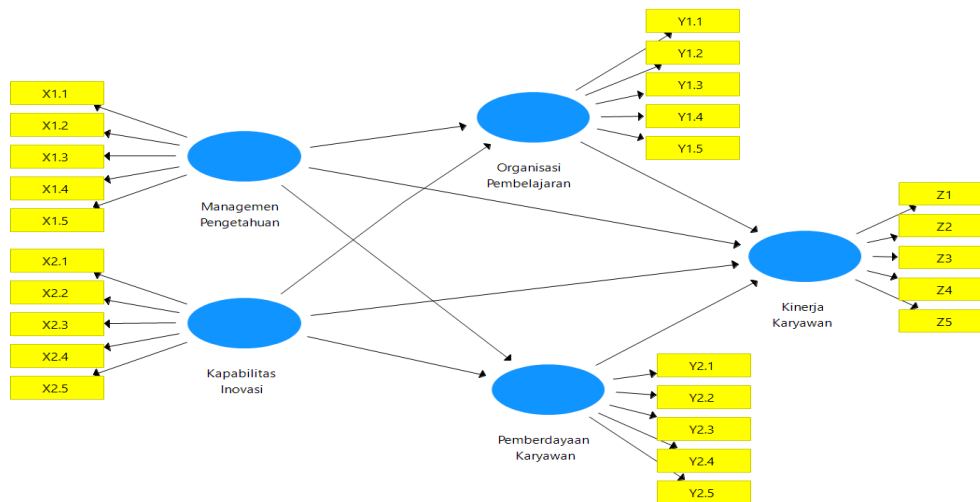 X1.1
X1.2
X1.3
X1.4
X1.5
Managemen
Pengetahuan
X2.1
X2.2
X2.3
X2.4
X2.5
Kapabilitas
Inovasi
Y1.1
Y1.2
Y1.3
Y1.4
Y1.5
Organisasi
Pembelajaran
Y2.1
Y2.2
Y2.3
Y2.4
Y2.5
Pemberdayaan
Karyawan
Z1
Z2
Z3
Z4
Z5
Kinerja
Karyawan